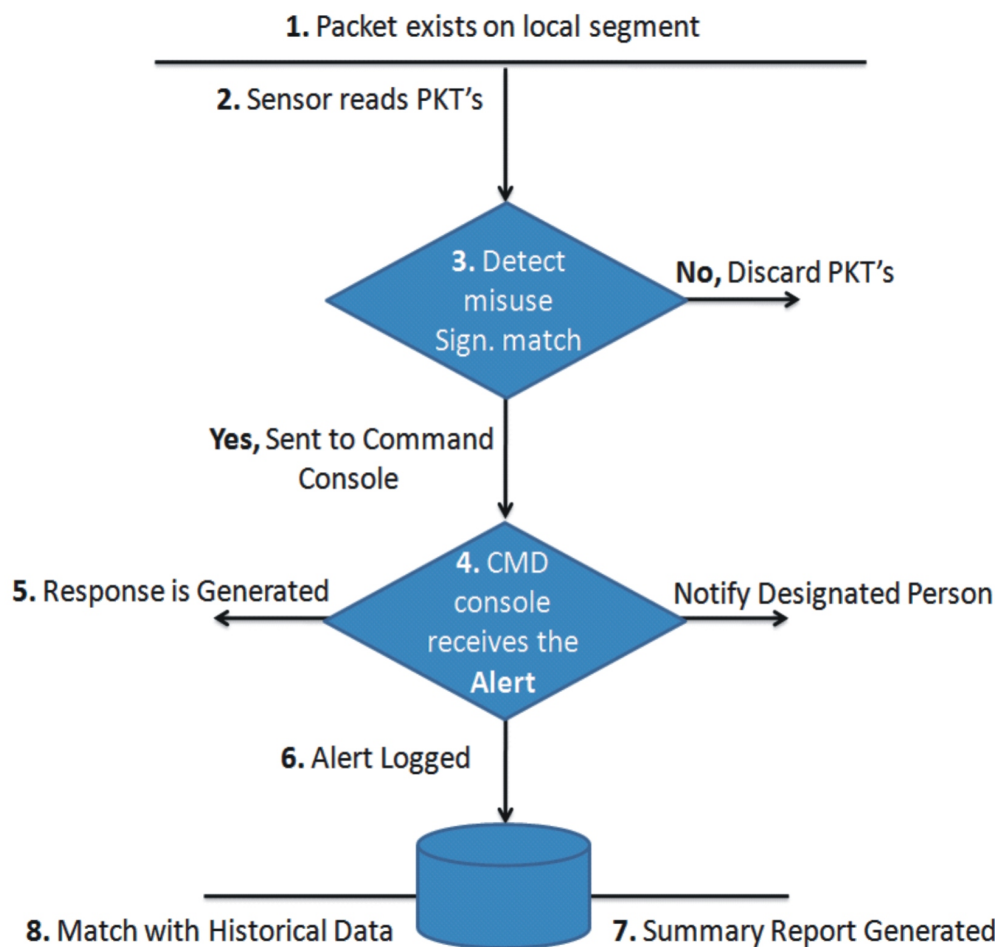 1. Packet exists on local segment
2. Sensor reads PKT’s
3. Detect
misuse
Sign. match
No, Discard PKT’s
Yes, Sent to Command
Console
4. CMD
console
receives the
Alert
5. Response is Generated
Notify Designated Person
6. Alert Logged
8. Match with Historical Data
7. Summary Report Generated